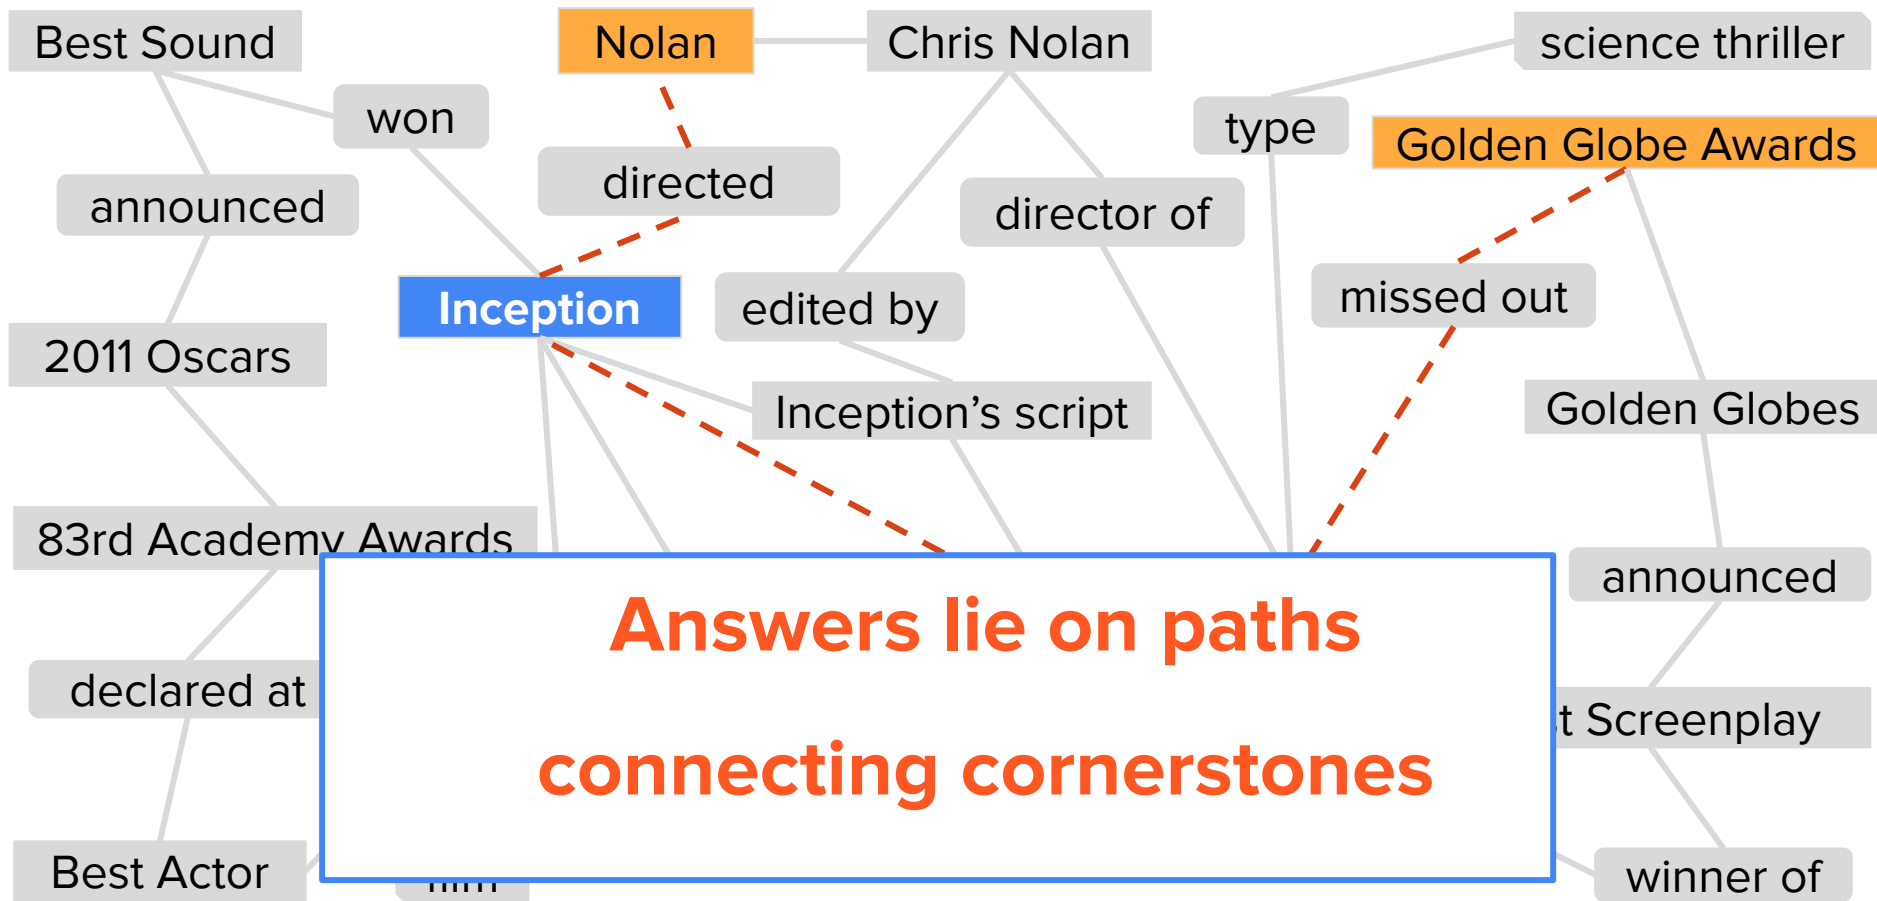 Best Sound
Nolan
Chris Nolan
science thriller
won
type
Golden Globe Awards
directed
announced
director of
missed out
Inception
edited by
2011 Oscars
Inception's script
Golden Globes
83rd Academy Awards
announced
Answers lie on paths
declared at
t Screenplay
connecting cornerstones
Best Actor
winner of